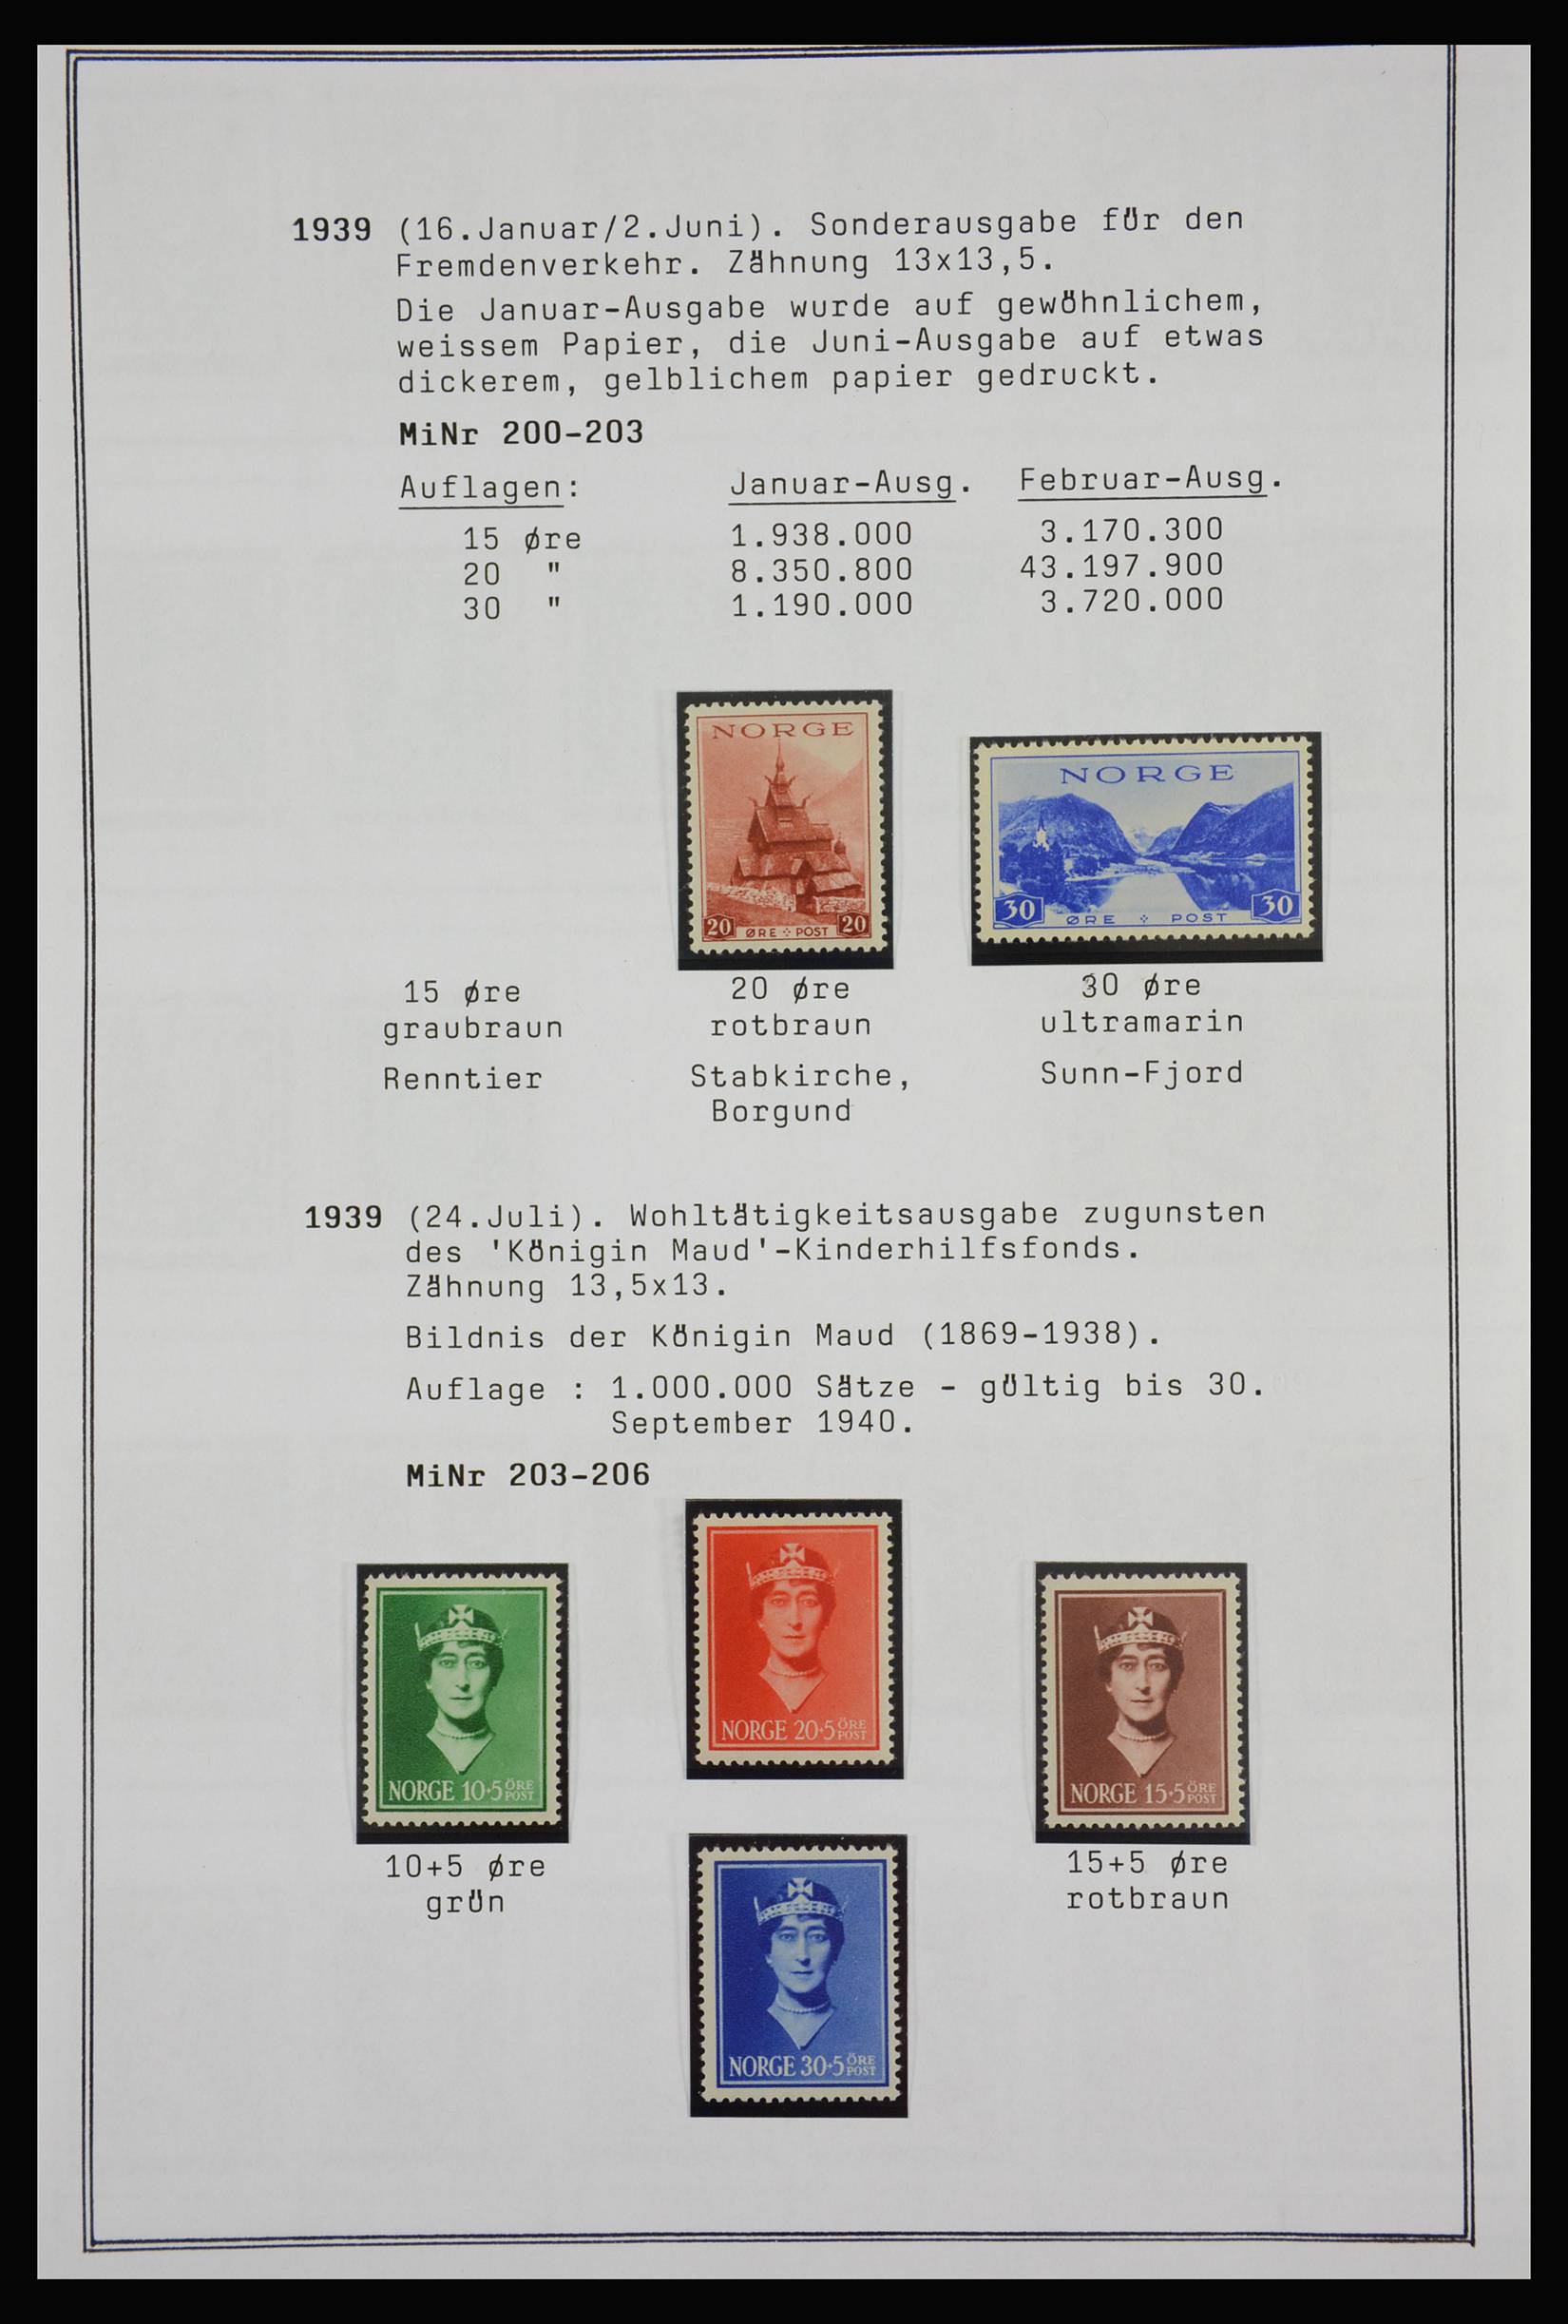 1939 (16.Januar/2.Juni). Sonderausgabe für den
Fremdenverkehr. Zähnung 13x13,5.
Die Januar-Ausgabe wurde auf gewöhnlichem,
weissem Papier, die Juni-Ausgabe auf etwas
dickerem, gelblichem papier gedruckt.
MiNr 200-203
Auflagen: Januar-Ausg. Februar-Ausg.
15 øre 1.938.000 3.170.300
20 " 8.350.800 43.197.900
30 " 1.190.000 3.720.000
NORGE
20 ØRE POST 20
NORGE
30 ØRE POST 30
15 øre 20 øre 30 øre
graubraun rotbraun ultramarin
Renntier Stabkirche, Sunn-Fjord
Borgund
1939 (24.Juli). Wohltätigkeitsausgabe zugunsten
des 'Königin Maud'-Kinderhilfsfonds.
Zähnung 13,5x13.
Bildnis der Königin Maud (1869-1938).
Auflage : 1.000.000 Sätze - gültig bis 30.
September 1940.
MiNr 203-206
NORGE 20+5 ÖRE POST
NORGE 10+5 ÖRE POST
NORGE 15+5 ÖRE POST
10+5 øre 15+5 øre
grün rotbraun
NORGE 30+5 ÖRE POST